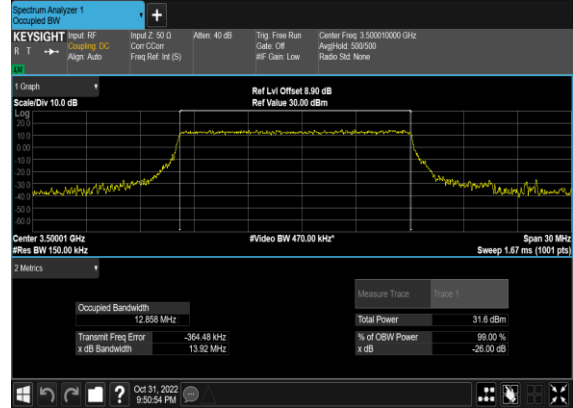 Spectrum Analyzer 1
Occupied BW
KEYSIGHT
R T
Input: RF
Coupling: DC
Align: Auto
Input Z: 50 Ω
Corr CCorr
Freq Ref: Int (S)
Atten: 40 dB
Trig: Free Run
Gate: Off
#IF Gain: Low
Center Freq: 3.500010000 GHz
Avg|Hold: 500/500
Radio Std: None
LM
1 Graph
Scale/Div 10.0 dB
Ref Lvl Offset 8.90 dB
Ref Value 30.00 dBm
Log
20.0
10.0
0.00
-10.0
-20.0
-30.0
-40.0
-50.0
-60.0
Center 3.50001 GHz
#Res BW 150.00 kHz
#Video BW 470.00 kHz*
Span 30 MHz
Sweep 1.67 ms (1001 pts)
2 Metrics
Measure Trace Trace 1
Occupied Bandwidth
12.858 MHz
Total Power 31.6 dBm
Transmit Freq Error -364.48 kHz
% of OBW Power 99.00 %
x dB Bandwidth 13.92 MHz
x dB -26.00 dB
?
Oct 31, 2022
9:50:54 PM